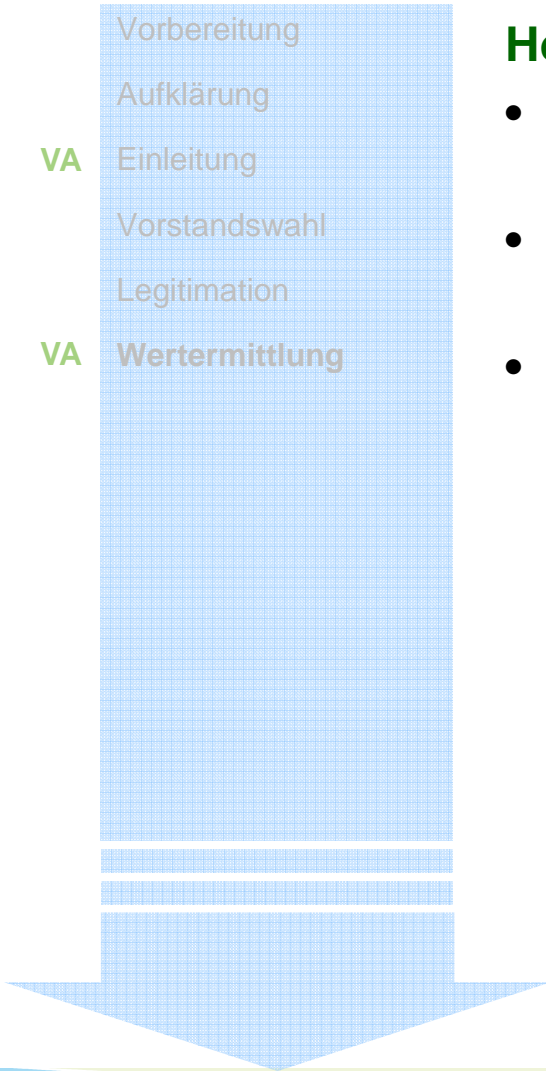 Vorbereitung
Aufklärung
VA Einleitung
Vorstandswahl
Legitimation
VA Wertermittlung